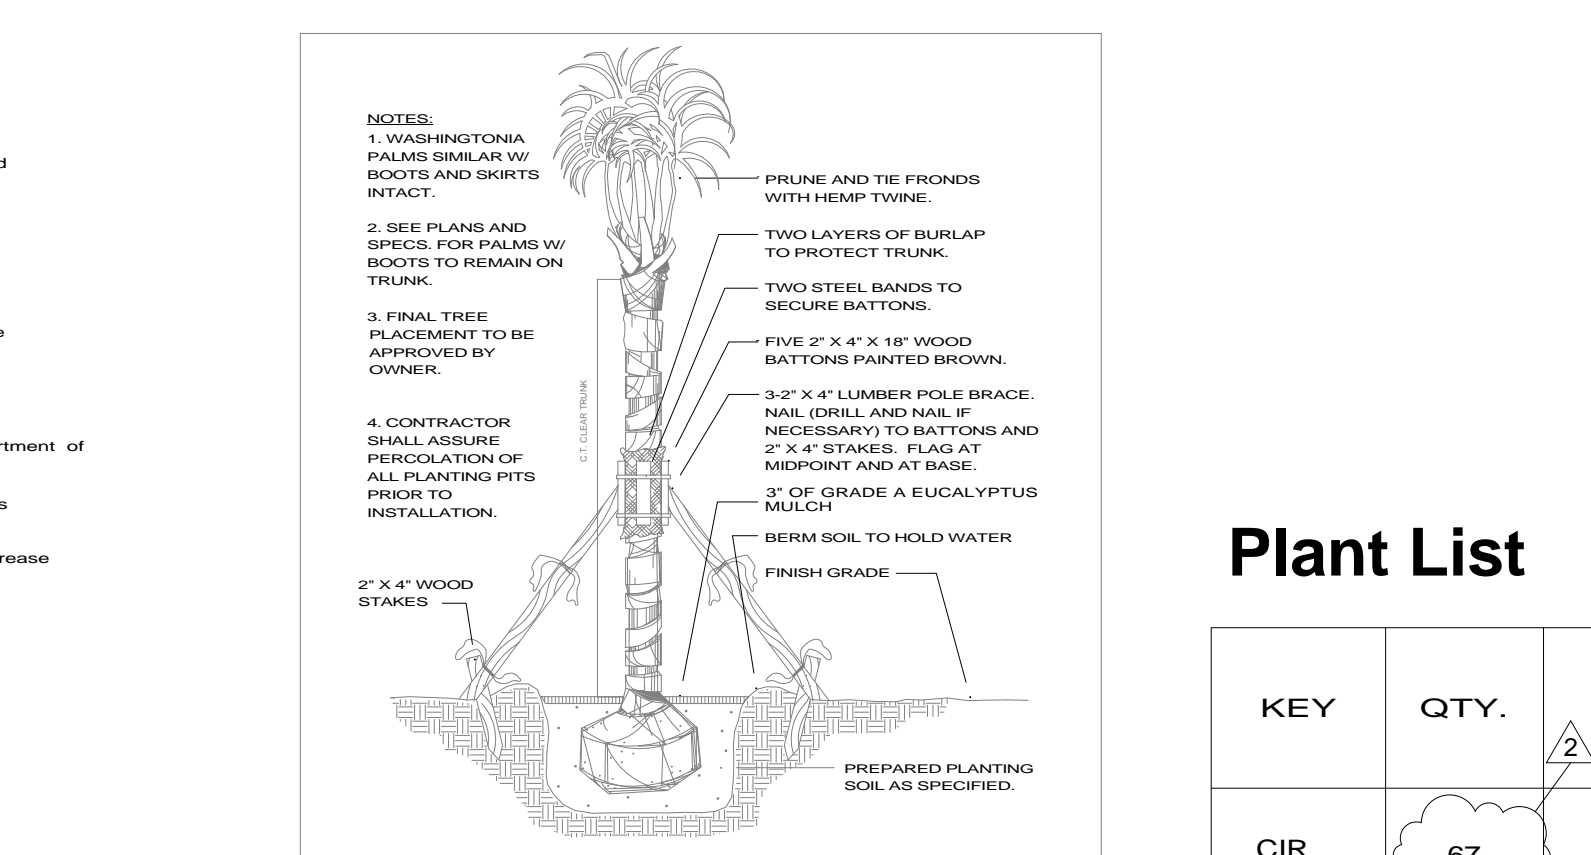 d
e
rtment of
s
rease
NOTES:
1. WASHINGTONIA
PALMS SIMILAR W/
BOOTS AND SKIRTS
INTACT.
2. SEE PLANS AND
SPECS. FOR PALMS W/
BOOTS TO REMAIN ON
TRUNK.
3. FINAL TREE
PLACEMENT TO BE
APPROVED BY
OWNER.
4. CONTRACTOR
SHALL ASSURE
PERCOLATION OF
ALL PLANTING PITS
PRIOR TO
INSTALLATION.
2" X 4" WOOD
STAKES
C.T. CLEAR TRUNK
PRUNE AND TIE FRONDS
WITH HEMP TWINE.
TWO LAYERS OF BURLAP
TO PROTECT TRUNK.
TWO STEEL BANDS TO
SECURE BATTONS.
FIVE 2" X 4" X 18" WOOD
BATTONS PAINTED BROWN.
3-2" X 4" LUMBER POLE BRACE.
NAIL (DRILL AND NAIL IF
NECESSARY) TO BATTONS AND
2" X 4" STAKES. FLAG AT
MIDPOINT AND AT BASE.
3" OF GRADE A EUCALYPTUS
MULCH
BERM SOIL TO HOLD WATER
FINISH GRADE
PREPARED PLANTING
SOIL AS SPECIFIED.
Plant List
KEY QTY.
2
CIR 67